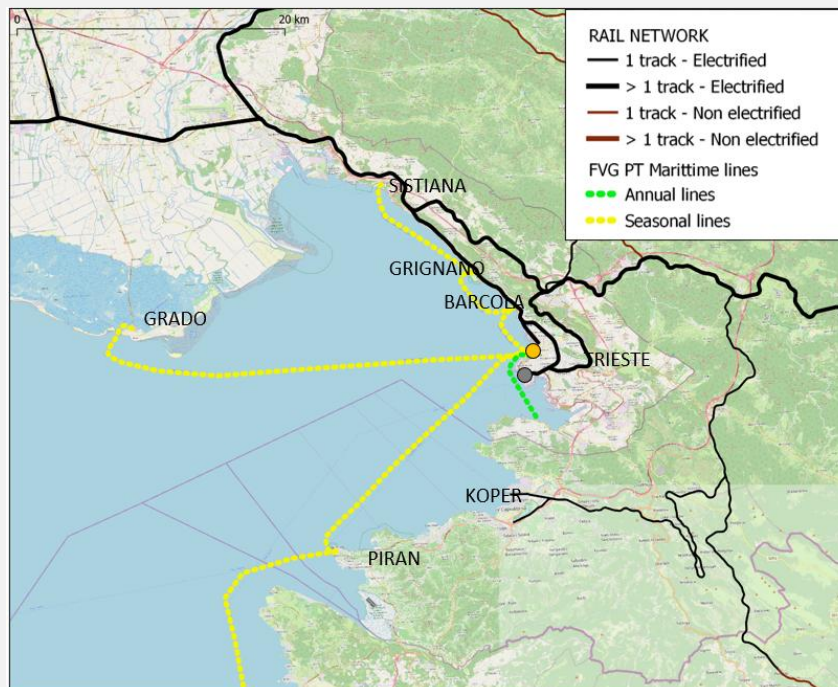 0
20 km
RAIL NETWORK
1 track - Electrified
> 1 track - Electrified
1 track - Non electrified
> 1 track - Non electrified
FVG PT Marittime lines
Annual lines
Seasonal lines
SISTIANA
GRIGNANO
BARCOLA
GRADO
TRIESTE
KOPER
PIRAN